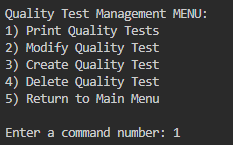 Quality Test Management MENU:
1) Print Quality Tests
2) Modify Quality Test
3) Create Quality Test
4) Delete Quality Test
5) Return to Main Menu
Enter a command number: 1